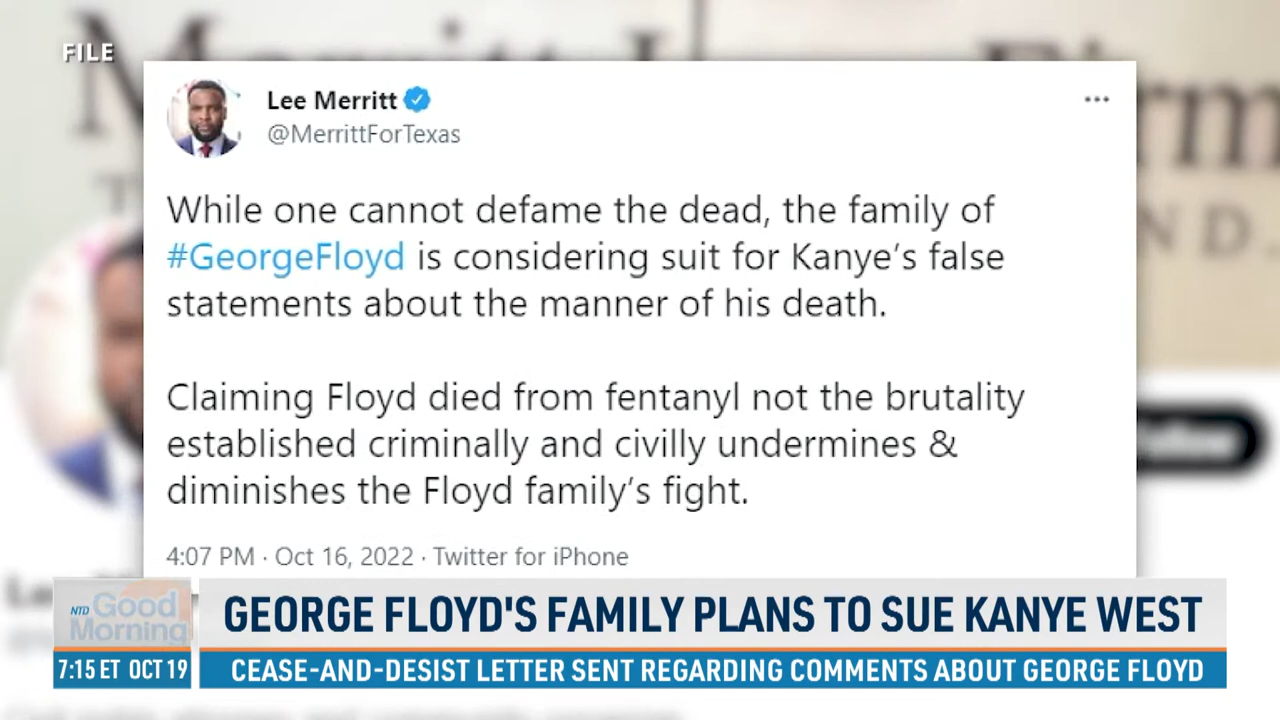 FILE
Lee Merritt
@MerrittForTexas
While one cannot defame the dead, the family of
#GeorgeFloyd is considering suit for Kanye's false
statements about the manner of his death.
Claiming Floyd died from fentanyl not the brutality
established criminally and civilly undermines &
diminishes the Floyd family's fight.
4:07 PM · Oct 16, 2022 · Twitter for iPhone
NTD
Good
Morning
GEORGE FLOYD'S FAMILY PLANS TO SUE KANYE WEST
7:15 ET OCT 19
CEASE-AND-DESIST LETTER SENT REGARDING COMMENTS ABOUT GEORGE FLOYD